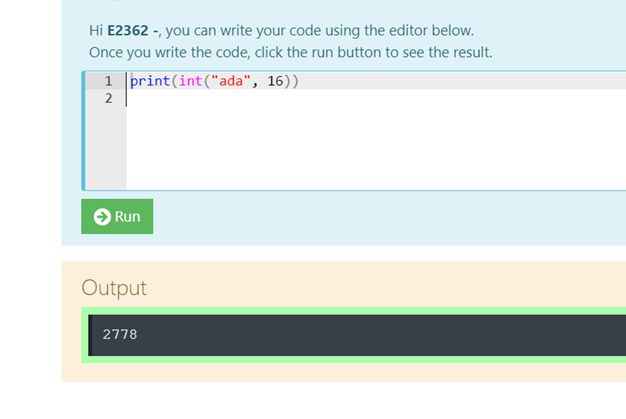 Hi E2362 -, you can write your code using the editor below.
Once you write the code, click the run button to see the result.
1 print(int("ada", 16))
2
Run
Output
2778